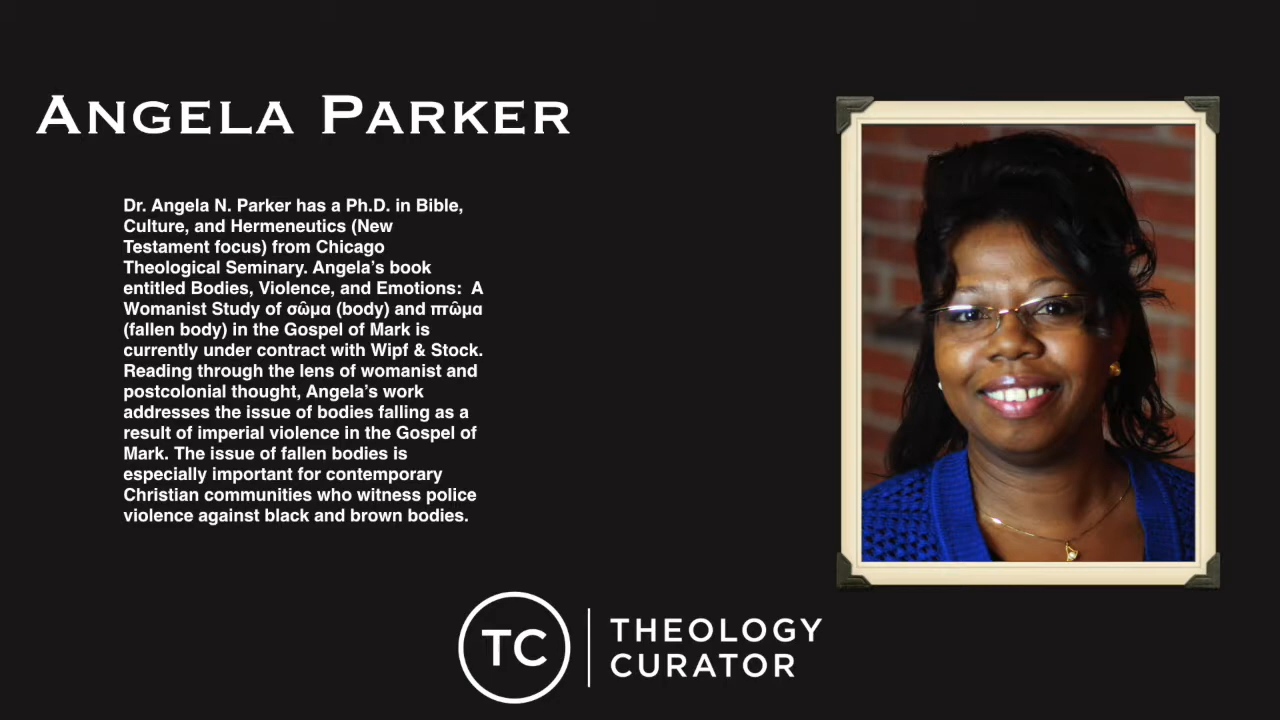 Angela Parker
Dr. Angela N. Parker has a Ph.D. in Bible,
Culture, and Hermeneutics (New
Testament focus) from Chicago
Theological Seminary. Angela’s book
entitled Bodies, Violence, and Emotions:  A
Womanist Study of σῶμα (body) and πτῶμα
(fallen body) in the Gospel of Mark is
currently under contract with Wipf & Stock.
Reading through the lens of womanist and
postcolonial thought, Angela’s work
addresses the issue of bodies falling as a
result of imperial violence in the Gospel of
Mark. The issue of fallen bodies is
especially important for contemporary
Christian communities who witness police
violence against black and brown bodies.
TC
THEOLOGY
CURATOR